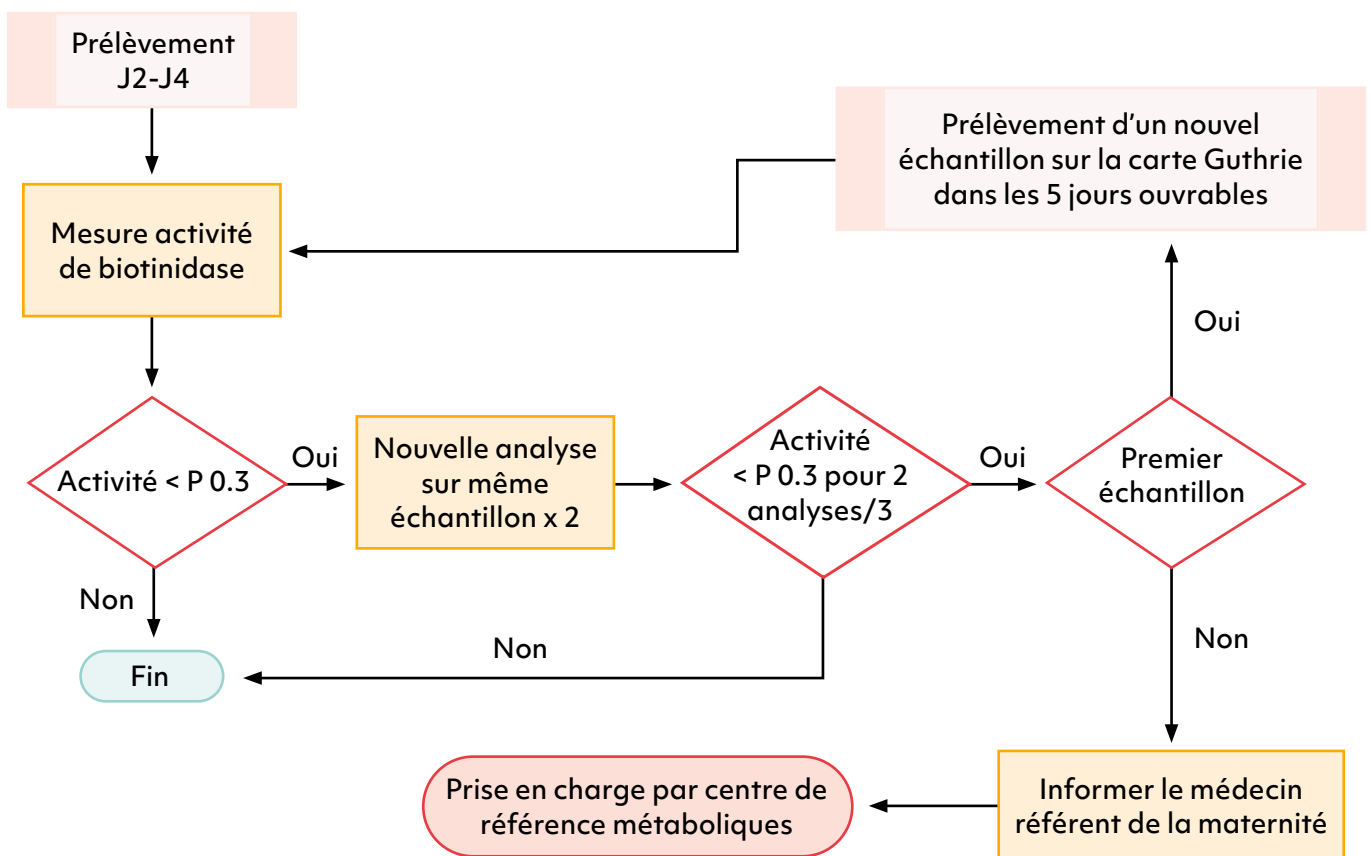 Prélèvement
J2-J4
Prélèvement d'un nouvel
échantillon sur la carte Guthrie
dans les 5 jours ouvrables
Mesure activité
de biotinidase
Oui
Activité < P 0.3
Oui
Nouvelle analyse
sur même
échantillon x 2
Activité
< P 0.3 pour 2
analyses/3
Oui
Premier
échantillon
Non
Non
Non
Fin
Prise en charge par centre de
référence métaboliques
Informer le médecin
référent de la maternité